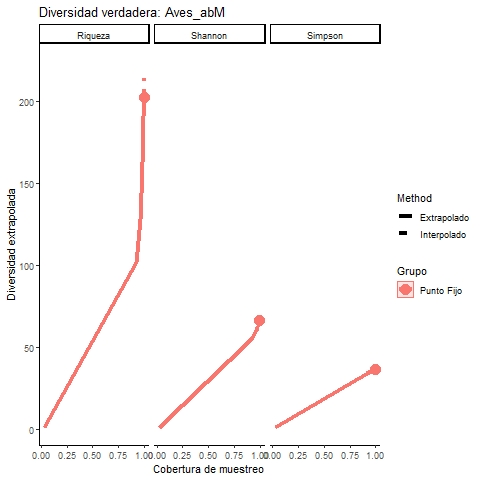 Diversidad verdadera: Aves_abM
Riqueza
Shannon
Simpson
Diversidad extrapolada
200
150
100
50
0
0.00 0.25 0.50 0.75 1.00
0.00 0.25 0.50 0.75 1.00
0.00 0.25 0.50 0.75 1.00
Cobertura de muestreo
Method
Extrapolado
Interpolado
Grupo
Punto Fijo